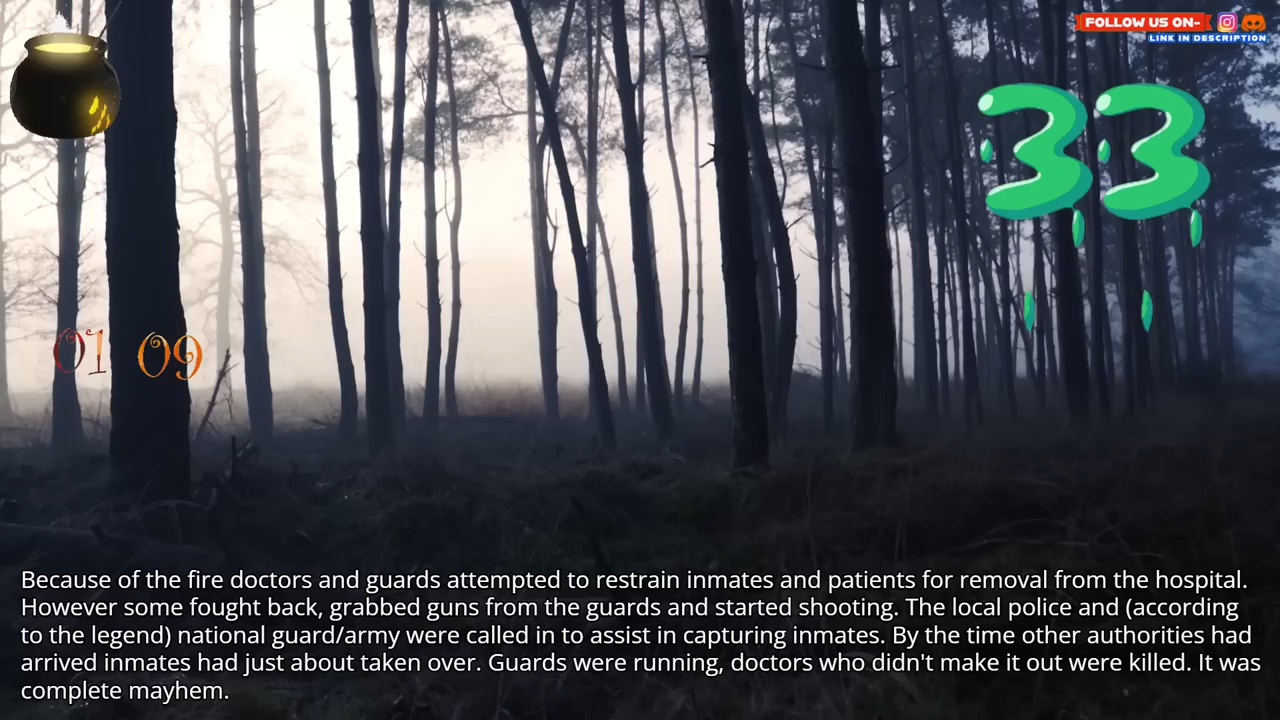 FOLLOW US ON-
LINK IN DESCRIPTION
33
01 09
Because of the fire doctors and guards attempted to restrain inmates and patients for removal from the hospital.
However some fought back, grabbed guns from the guards and started shooting. The local police and (according
to the legend) national guard/army were called in to assist in capturing inmates. By the time other authorities had
arrived inmates had just about taken over. Guards were running, doctors who didn't make it out were killed. It was
complete mayhem.